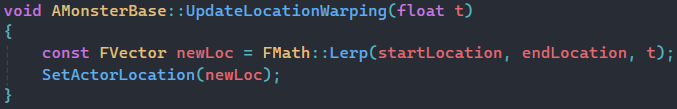 void AMonsterBase::UpdateLocationWarping(float t)
{
    const FVector newLoc = FMath::Lerp(startLocation, endLocation, t);
    SetActorLocation(newLoc);
}